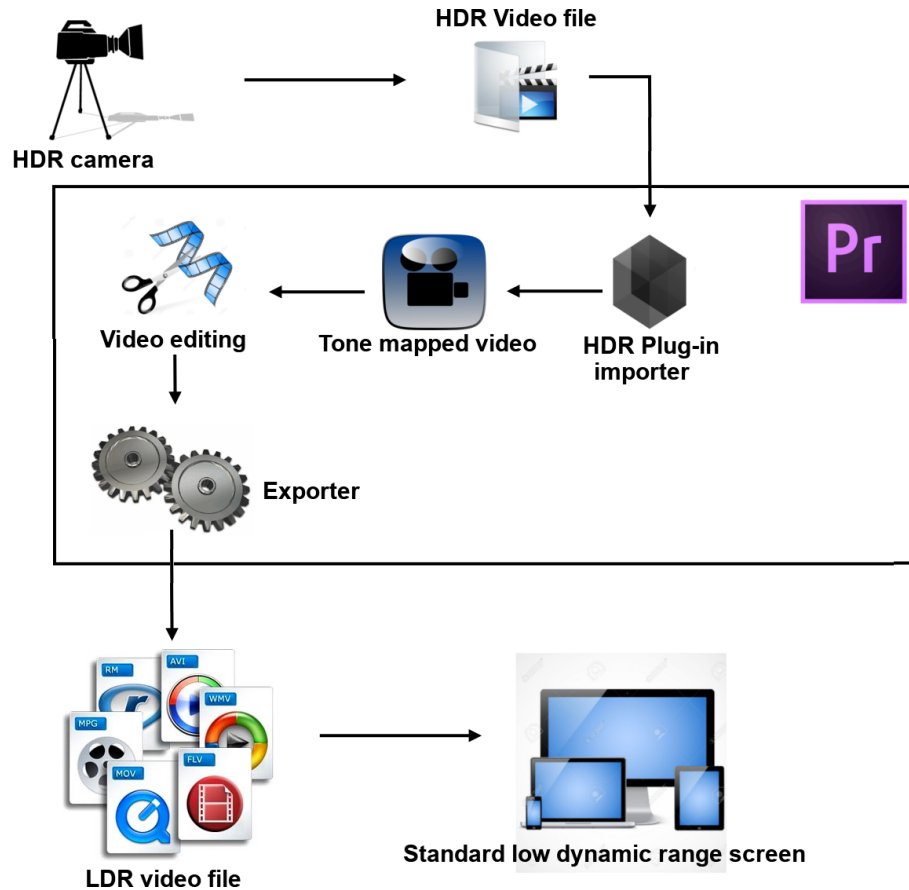 HDR Video file
HDR camera
Pr
Video editing
Tone mapped video
HDR Plug-in
importer
Exporter
RM
AVI
WMV
MPG
MOV
FLV
LDR video file
Standard low dynamic range screen